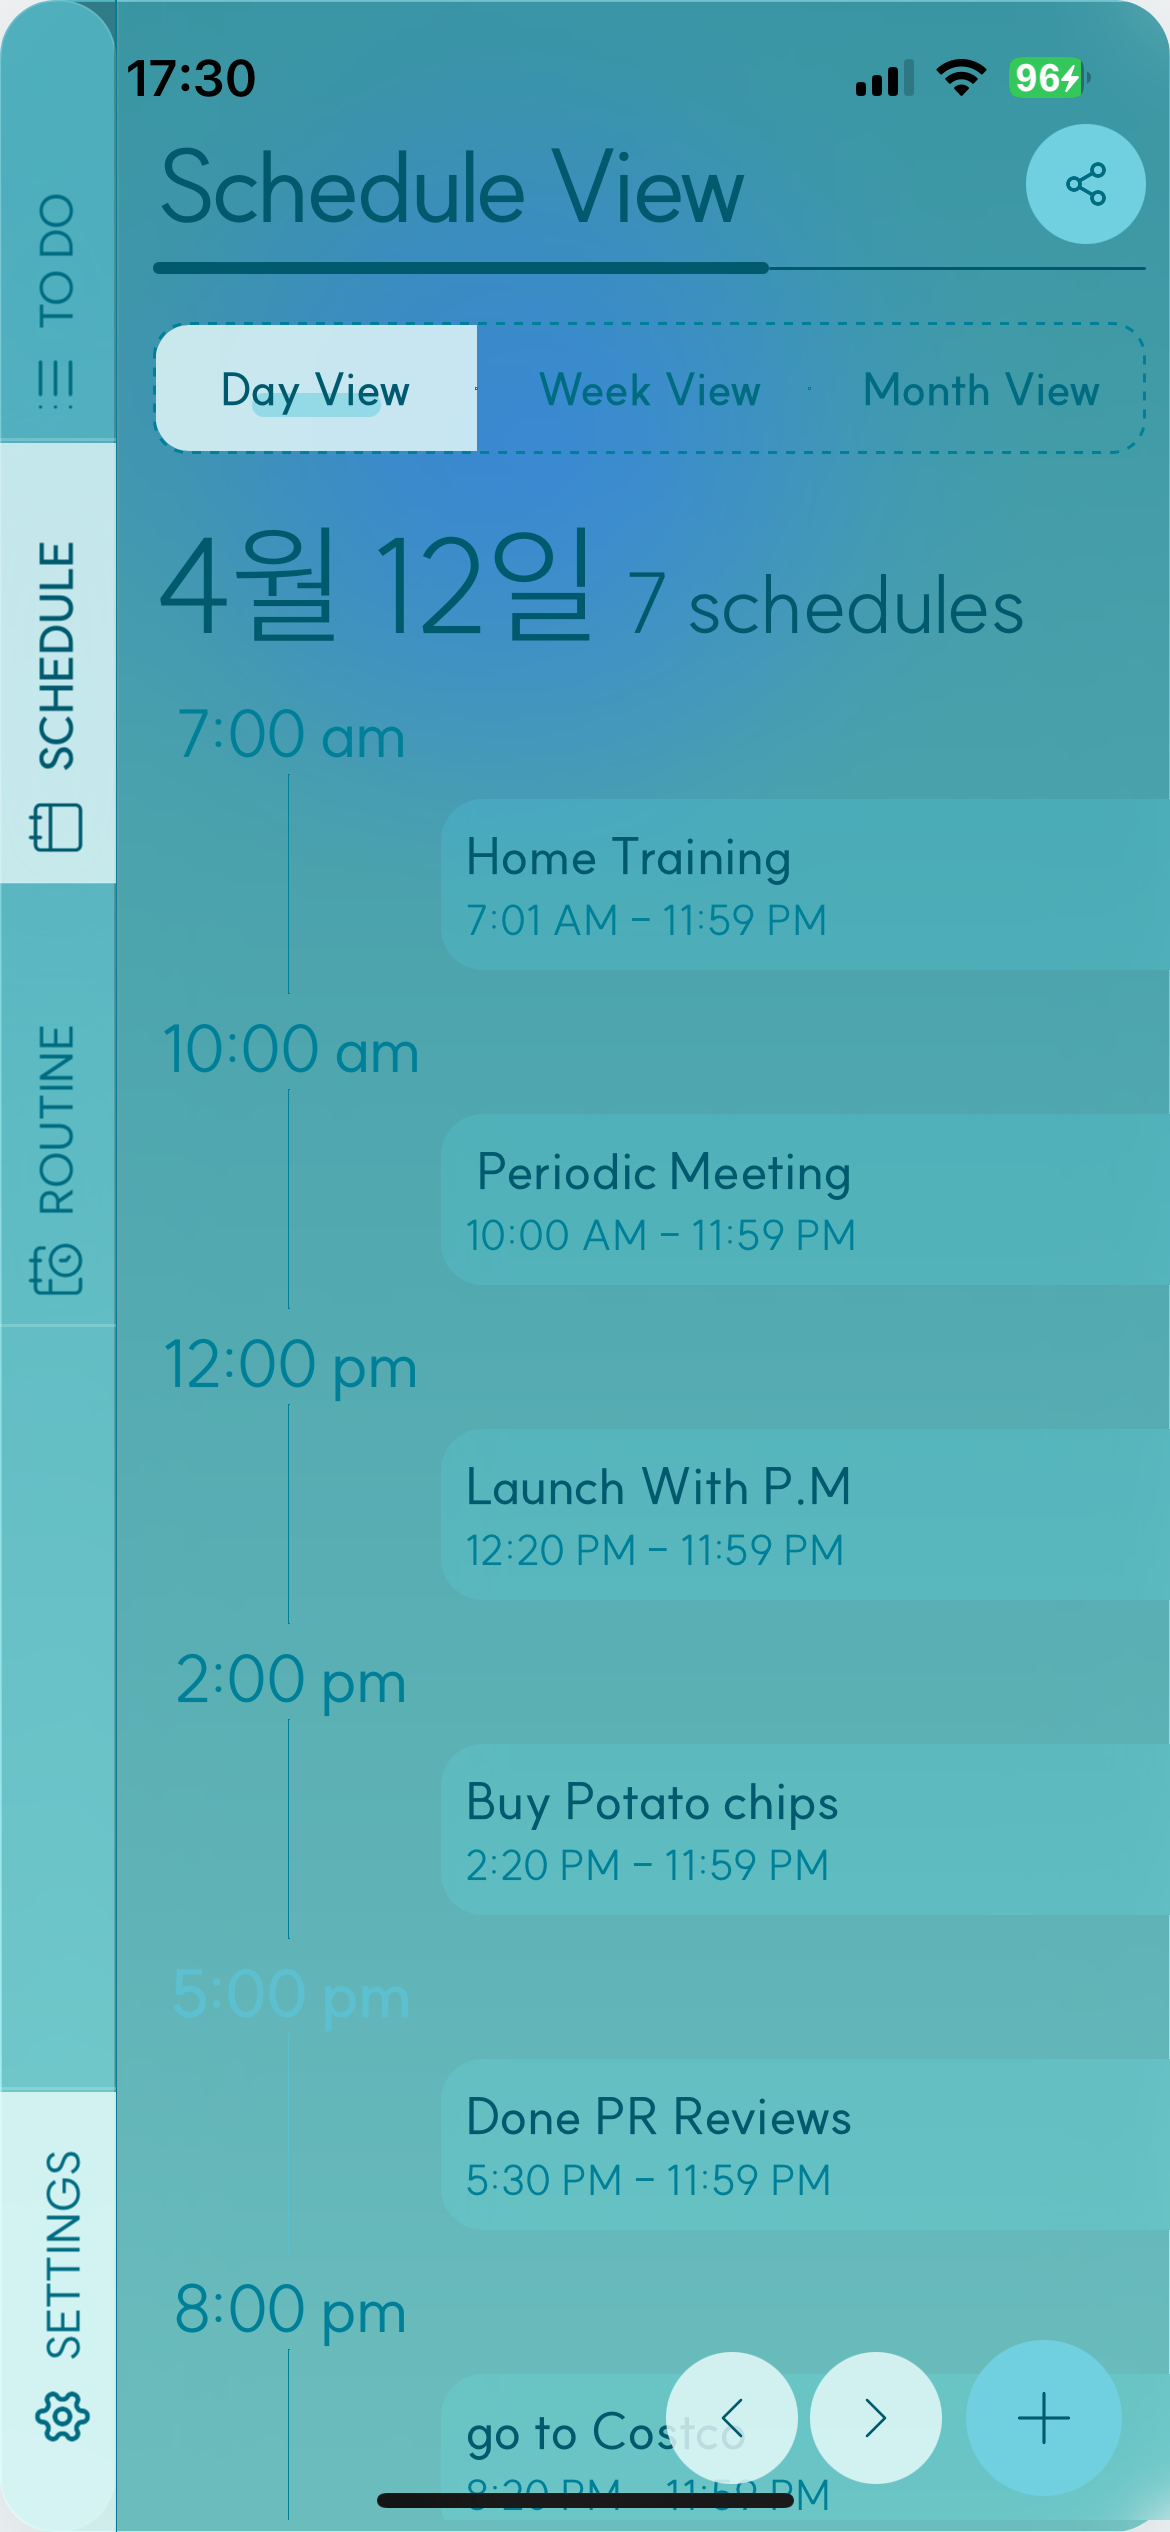 17:30
96
Schedule View
Day View
Week View
Month View
4월 12일 7 schedules
7:00 am
Home Training
7:01 AM – 11:59 PM
10:00 am
Periodic Meeting
10:00 AM – 11:59 PM
12:00 pm
Launch With P.M
12:20 PM – 11:59 PM
2:00 pm
Buy Potato chips
2:20 PM – 11:59 PM
5:00 pm
Done PR Reviews
5:30 PM – 11:59 PM
8:00 pm
go to Costco
8:20 PM – 11:59 PM
TO DO
SCHEDULE
ROUTINE
SETTINGS